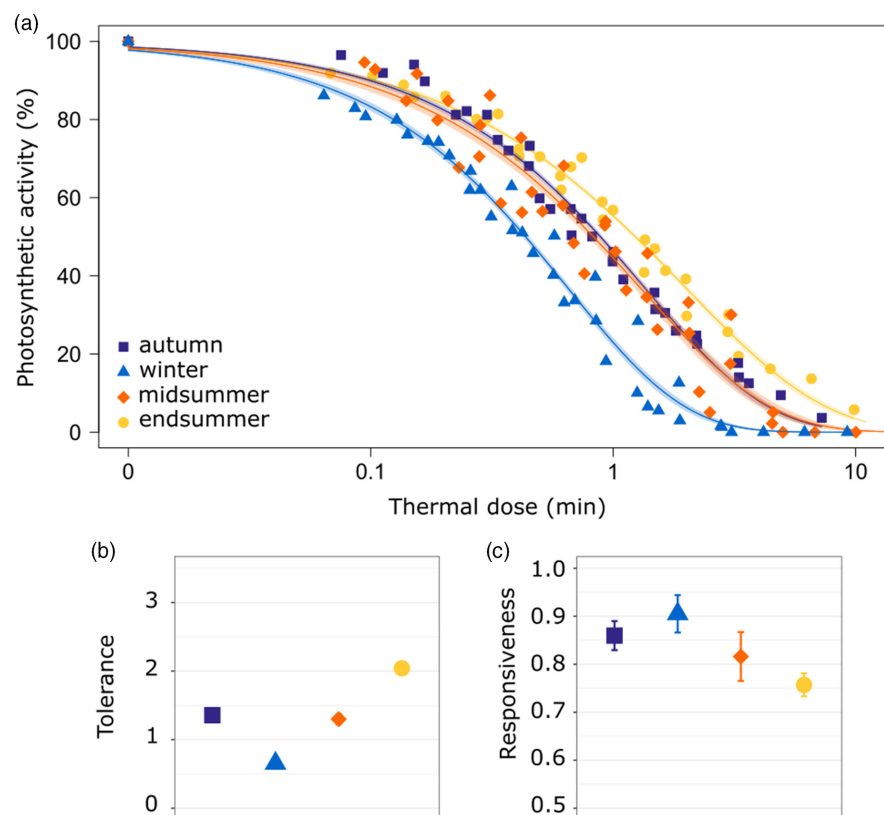 (a)
Photosynthetic activity (%)
100
80
60
40
20
0
autumn
winter
midsummer
endsummer
0
0.1
1
10
Thermal dose (min)
(b)
Tolerance
3
2
1
0
(c)
Responsiveness
1.0
0.9
0.8
0.7
0.6
0.5